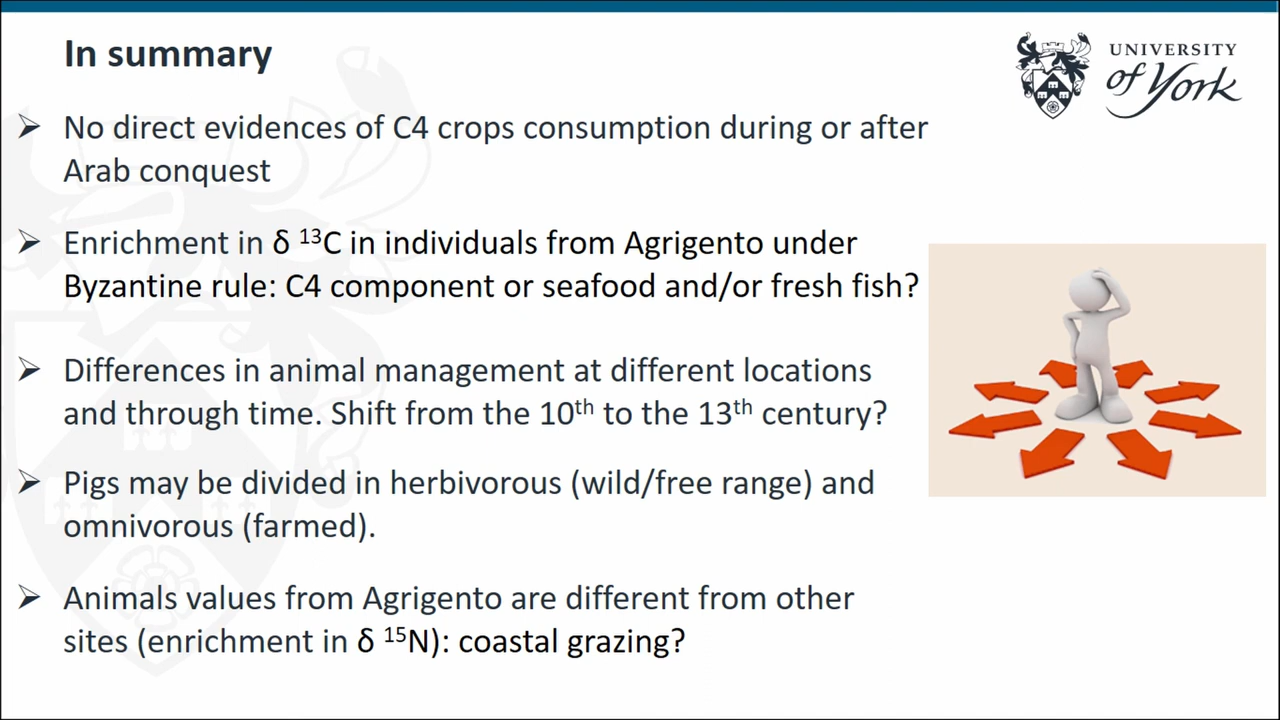 In summary
UNIVERSITY
of York
➢ No direct evidences of C4 crops consumption during or after
Arab conquest
➢ Enrichment in δ ¹³C in individuals from Agrigento under
Byzantine rule: C4 component or seafood and/or fresh fish?
➢ Differences in animal management at different locations
and through time. Shift from the 10ᵗʰ to the 13ᵗʰ century?
➢ Pigs may be divided in herbivorous (wild/free range) and
omnivorous (farmed).
➢ Animals values from Agrigento are different from other
sites (enrichment in δ ¹⁵N): coastal grazing?